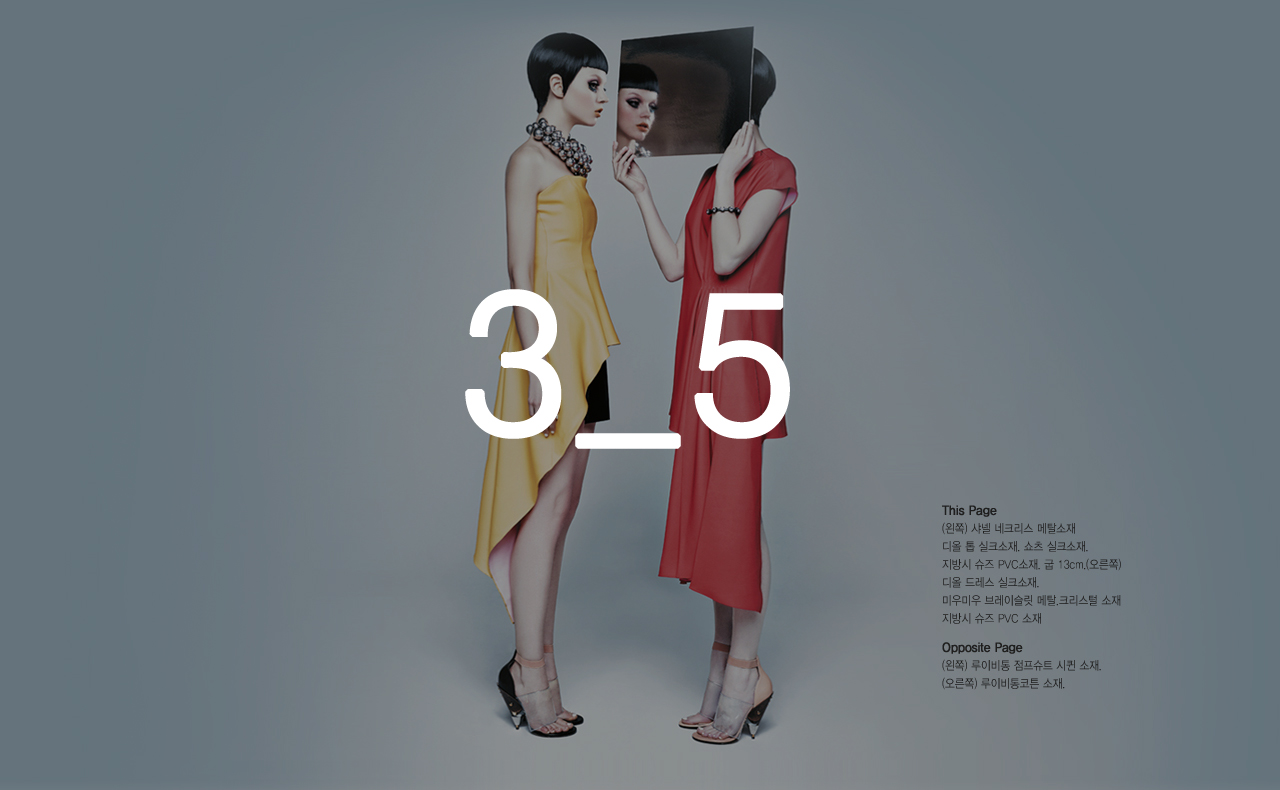 3_5
This Page
(왼쪽) 샤넬 네크리스 메탈소재
디올 톱 실크소재, 쇼츠 실크소재,
지방시 슈즈 PVC소재, 굽 13cm,(오른쪽)
디올 드레스 실크소재,
미우미우 브레이슬릿 메탈,크리스털 소재
지방시 슈즈 PVC 소재
Opposite Page
(왼쪽) 루이비통 점프슈트 시퀸 소재,
(오른쪽) 루이비통코튼 소재,